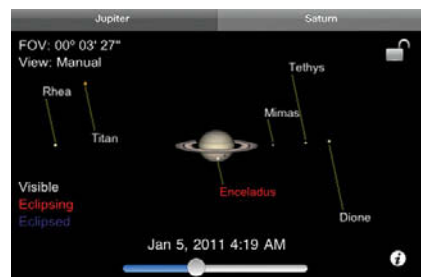 Jupiter
Saturn
FOV: 00º 03' 27"
View: Manual
Tethys
Rhea
Mimas
Titan
Enceladus
Visible
Eclipsing
Eclipsed
Dione
Jan 5, 2011 4:19 AM
i